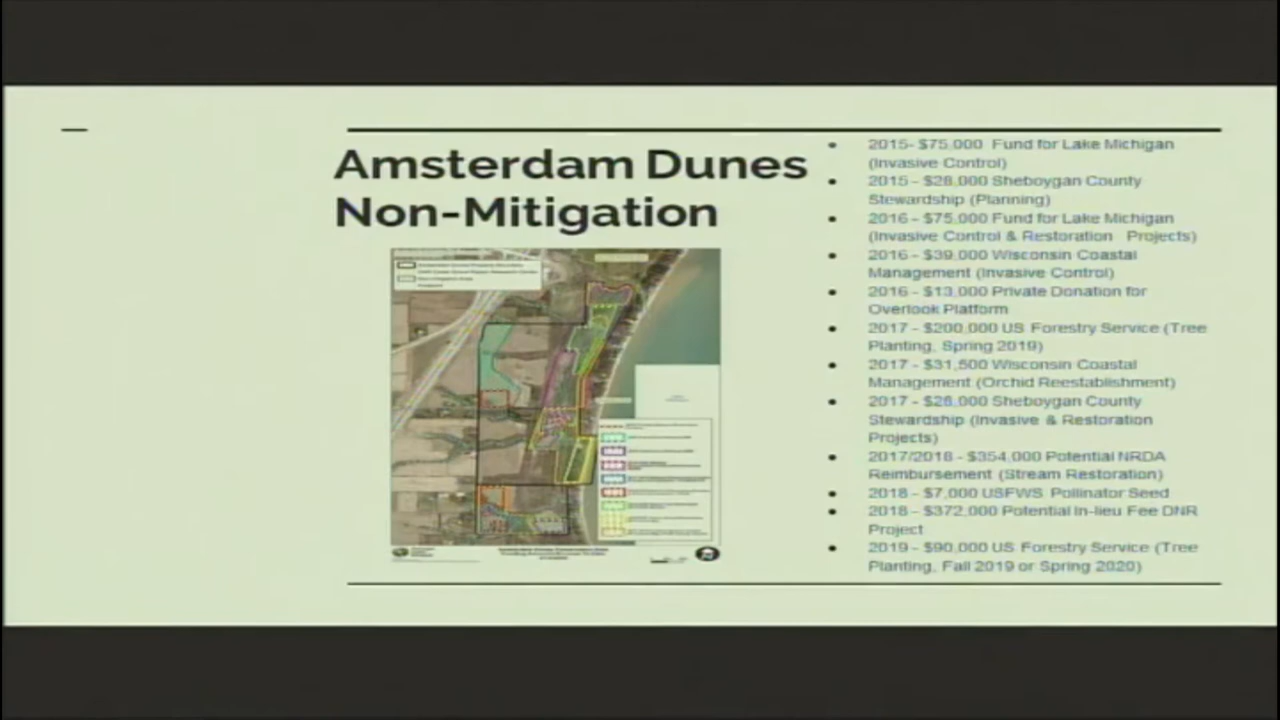 Amsterdam Dunes
Non-Mitigation
• 2015- $75,000 Fund for Lake Michigan
(Invasive Control)
• 2015 - $28,000 Sheboygan County
Stewardship (Planning)
• 2016 - $75,000 Fund for Lake Michigan
(Invasive Control & Restoration Projects)
• 2016 - $39,000 Wisconsin Coastal
Management (Invasive Control)
• 2016 - $13,000 Private Donation for
Overlook Platform
• 2017 - $200,000 US Forestry Service (Tree
Planting, Spring 2019)
• 2017 - $31,500 Wisconsin Coastal
Management (Orchid Reestablishment)
• 2017 - $26,000 Sheboygan County
Stewardship (Invasive & Restoration
Projects)
• 2017/2018 - $354,000 Potential NRDA
Reimbursement (Stream Restoration)
• 2018 - $7,000 USFWS Pollinator Seed
• 2018 - $372,000 Potential In-lieu Fee DNR
Project
• 2019 - $90,000 US Forestry Service (Tree
Planting, Fall 2019 or Spring 2020)